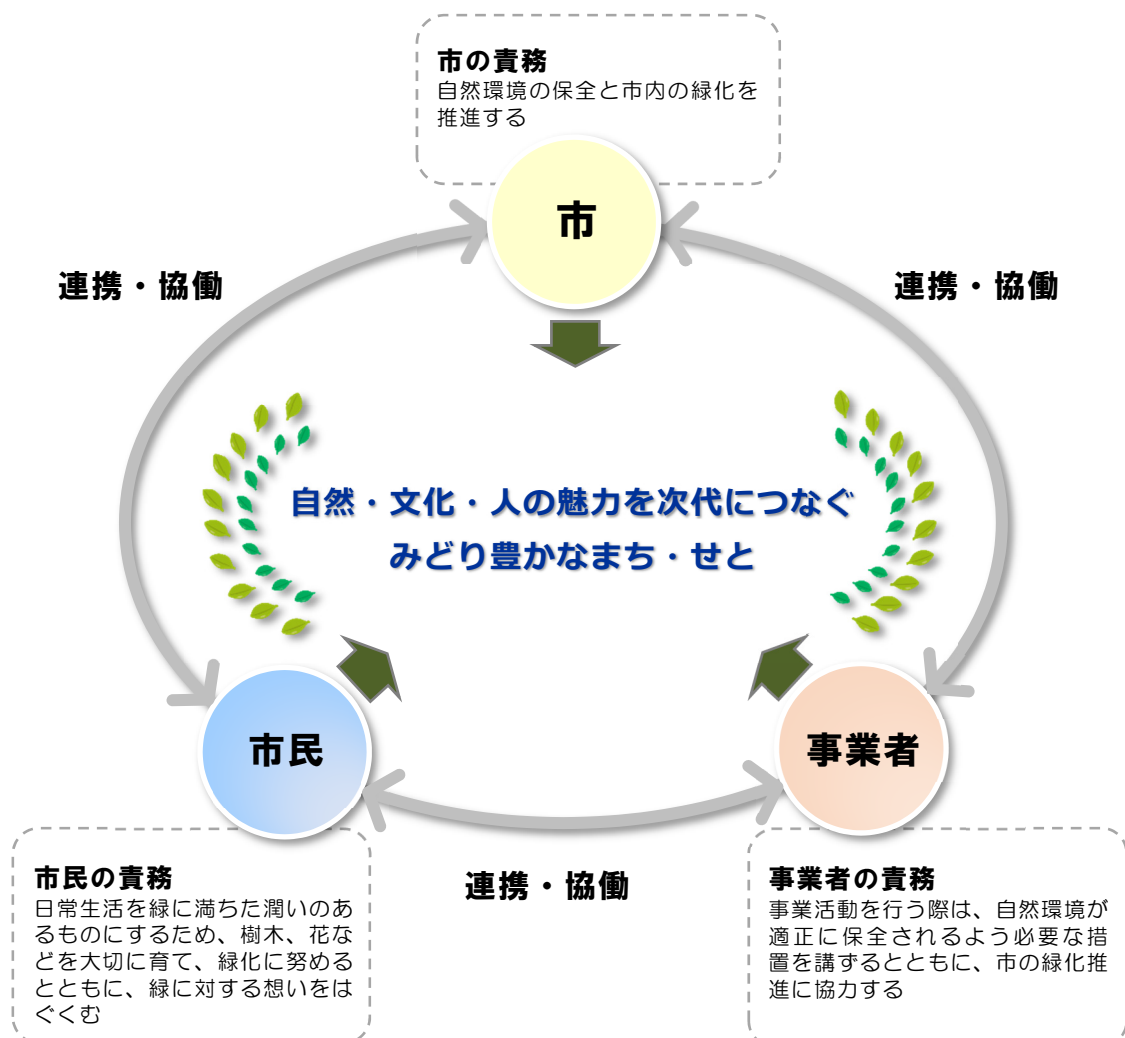 市の責務
自然環境の保全と市内の緑化を
推進する
市
連携・協働
連携・協働
自然・文化・人の魅力を次代につなぐ
みどり豊かなまち・せと
市民
事業者
連携・協働
市民の責務
日常生活を緑に満ちた潤いのあ
るものにするため、樹木、花な
どを大切に育て、緑化に努める
とともに、緑に対する想いをは
ぐくむ
事業者の責務
事業活動を行う際は、自然環境が
適正に保全されるよう必要な措
置を講ずるとともに、市の緑化推
進に協力する